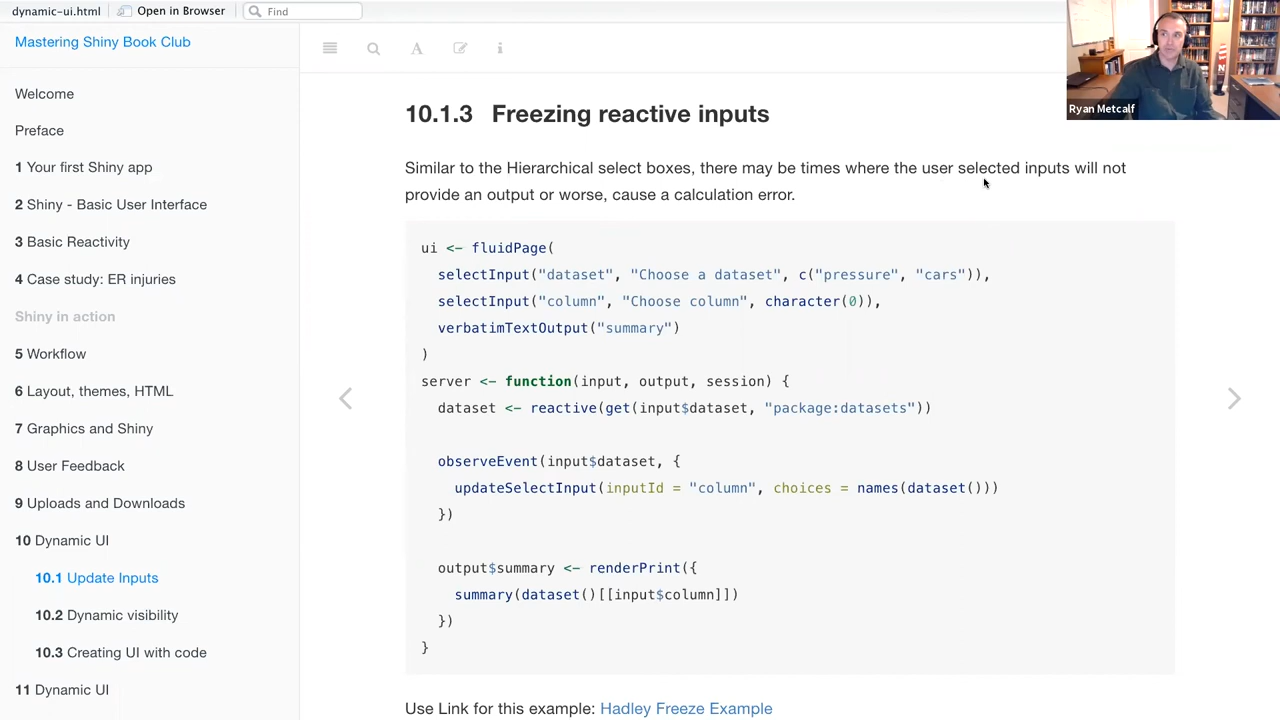 dynamic-ui.html
Open in Browser
Find
Mastering Shiny Book Club
Welcome
Preface
1 Your first Shiny app
2 Shiny - Basic User Interface
3 Basic Reactivity
4 Case study: ER injuries
Shiny in action
5 Workflow
6 Layout, themes, HTML
7 Graphics and Shiny
8 User Feedback
9 Uploads and Downloads
10 Dynamic UI
10.1 Update Inputs
10.2 Dynamic visibility
10.3 Creating UI with code
11 Dynamic UI
10.1.3 Freezing reactive inputs
Similar to the Hierarchical select boxes, there may be times where the user selected inputs will not
provide an output or worse, cause a calculation error.
ui <- fluidPage(
selectInput("dataset", "Choose a dataset", c("pressure", "cars")),
selectInput("column", "Choose column", character(0)),
verbatimTextOutput("summary")
)
server <- function(input, output, session) {
dataset <- reactive(get(input$dataset, "package:datasets"))
observeEvent(input$dataset, {
updateSelectInput(inputId = "column", choices = names(dataset()))
})
output$summary <- renderPrint({
summary(dataset()[[input$column]])
})
}
Use Link for this example: Hadley Freeze Example
Ryan Metcalf